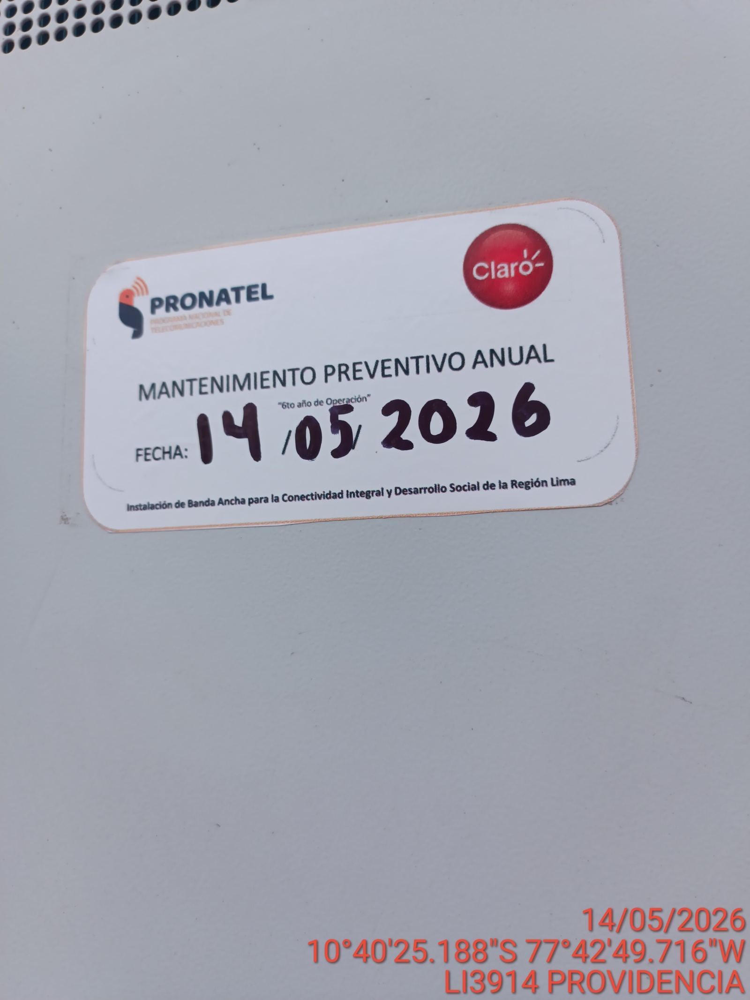 PRONATEL
PROGRAMA NACIONAL DE
TELECOMUNICACIONES
Claro
MANTENIMIENTO PREVENTIVO ANUAL
"6to año de Operación"
FECHA: 14/05/2026
Instalación de Banda Ancha para la Conectividad Integral y Desarrollo Social de la Región Lima
14/05/2026
10°40'25.188"S 77°42'49.716"W
LI3914 PROVIDENCIA